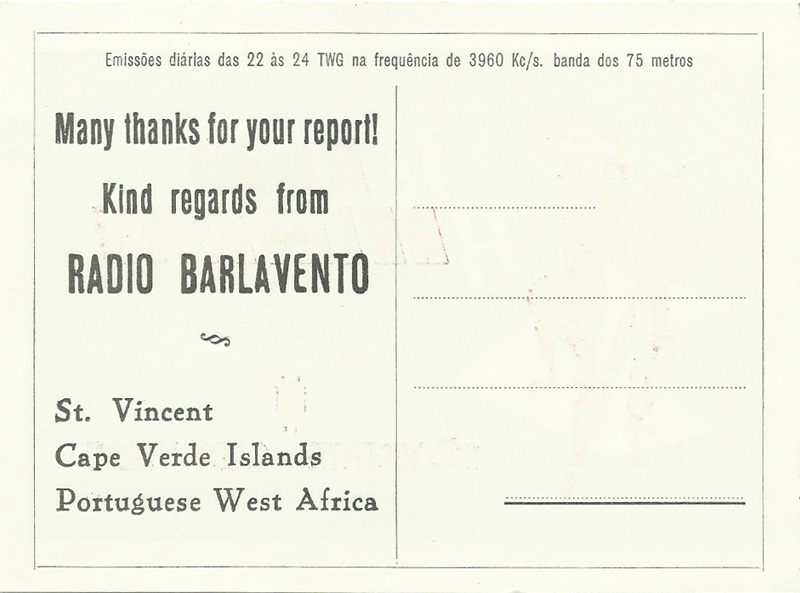 Emissões diárias das 22 às 24 TWG na frequência de 3960 Kc/s. banda dos 75 metros
Many thanks for your report!
Kind regards from
RADIO BARLAVENTO
St. Vincent
Cape Verde Islands
Portuguese West Africa